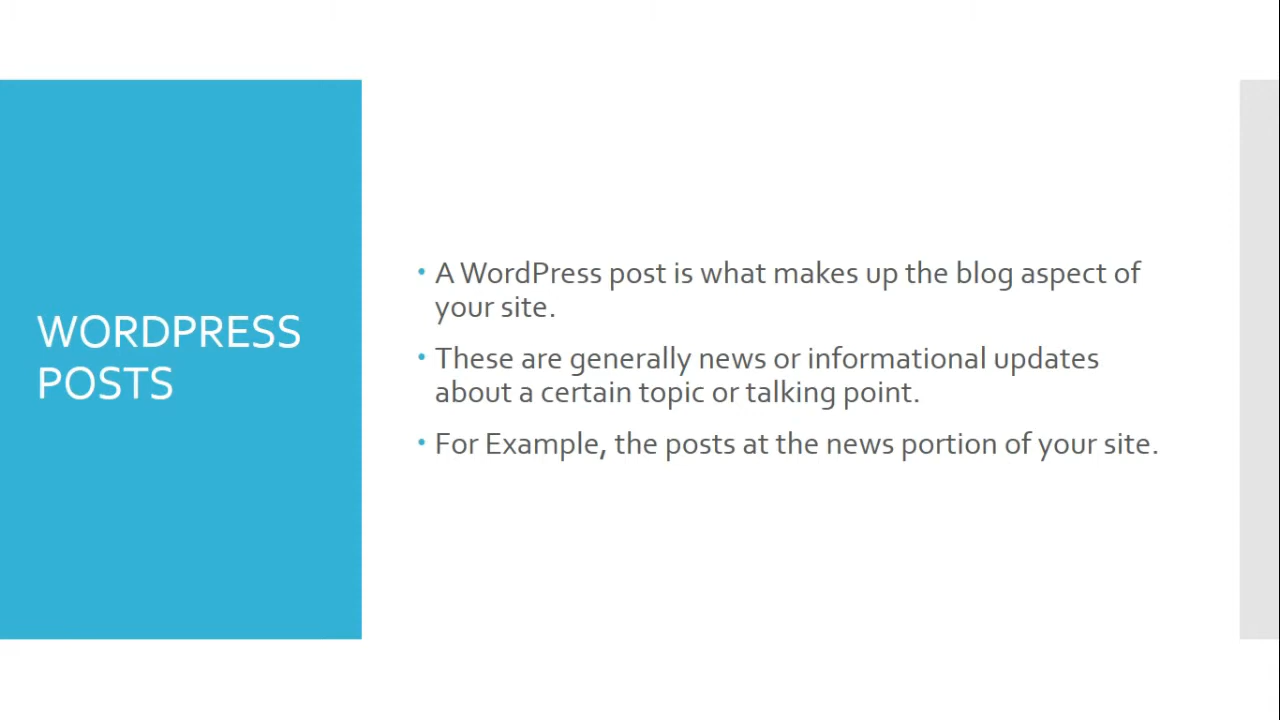 WORDPRESS
POSTS
• A WordPress post is what makes up the blog aspect of
your site.
• These are generally news or informational updates
about a certain topic or talking point.
• For Example, the posts at the news portion of your site.